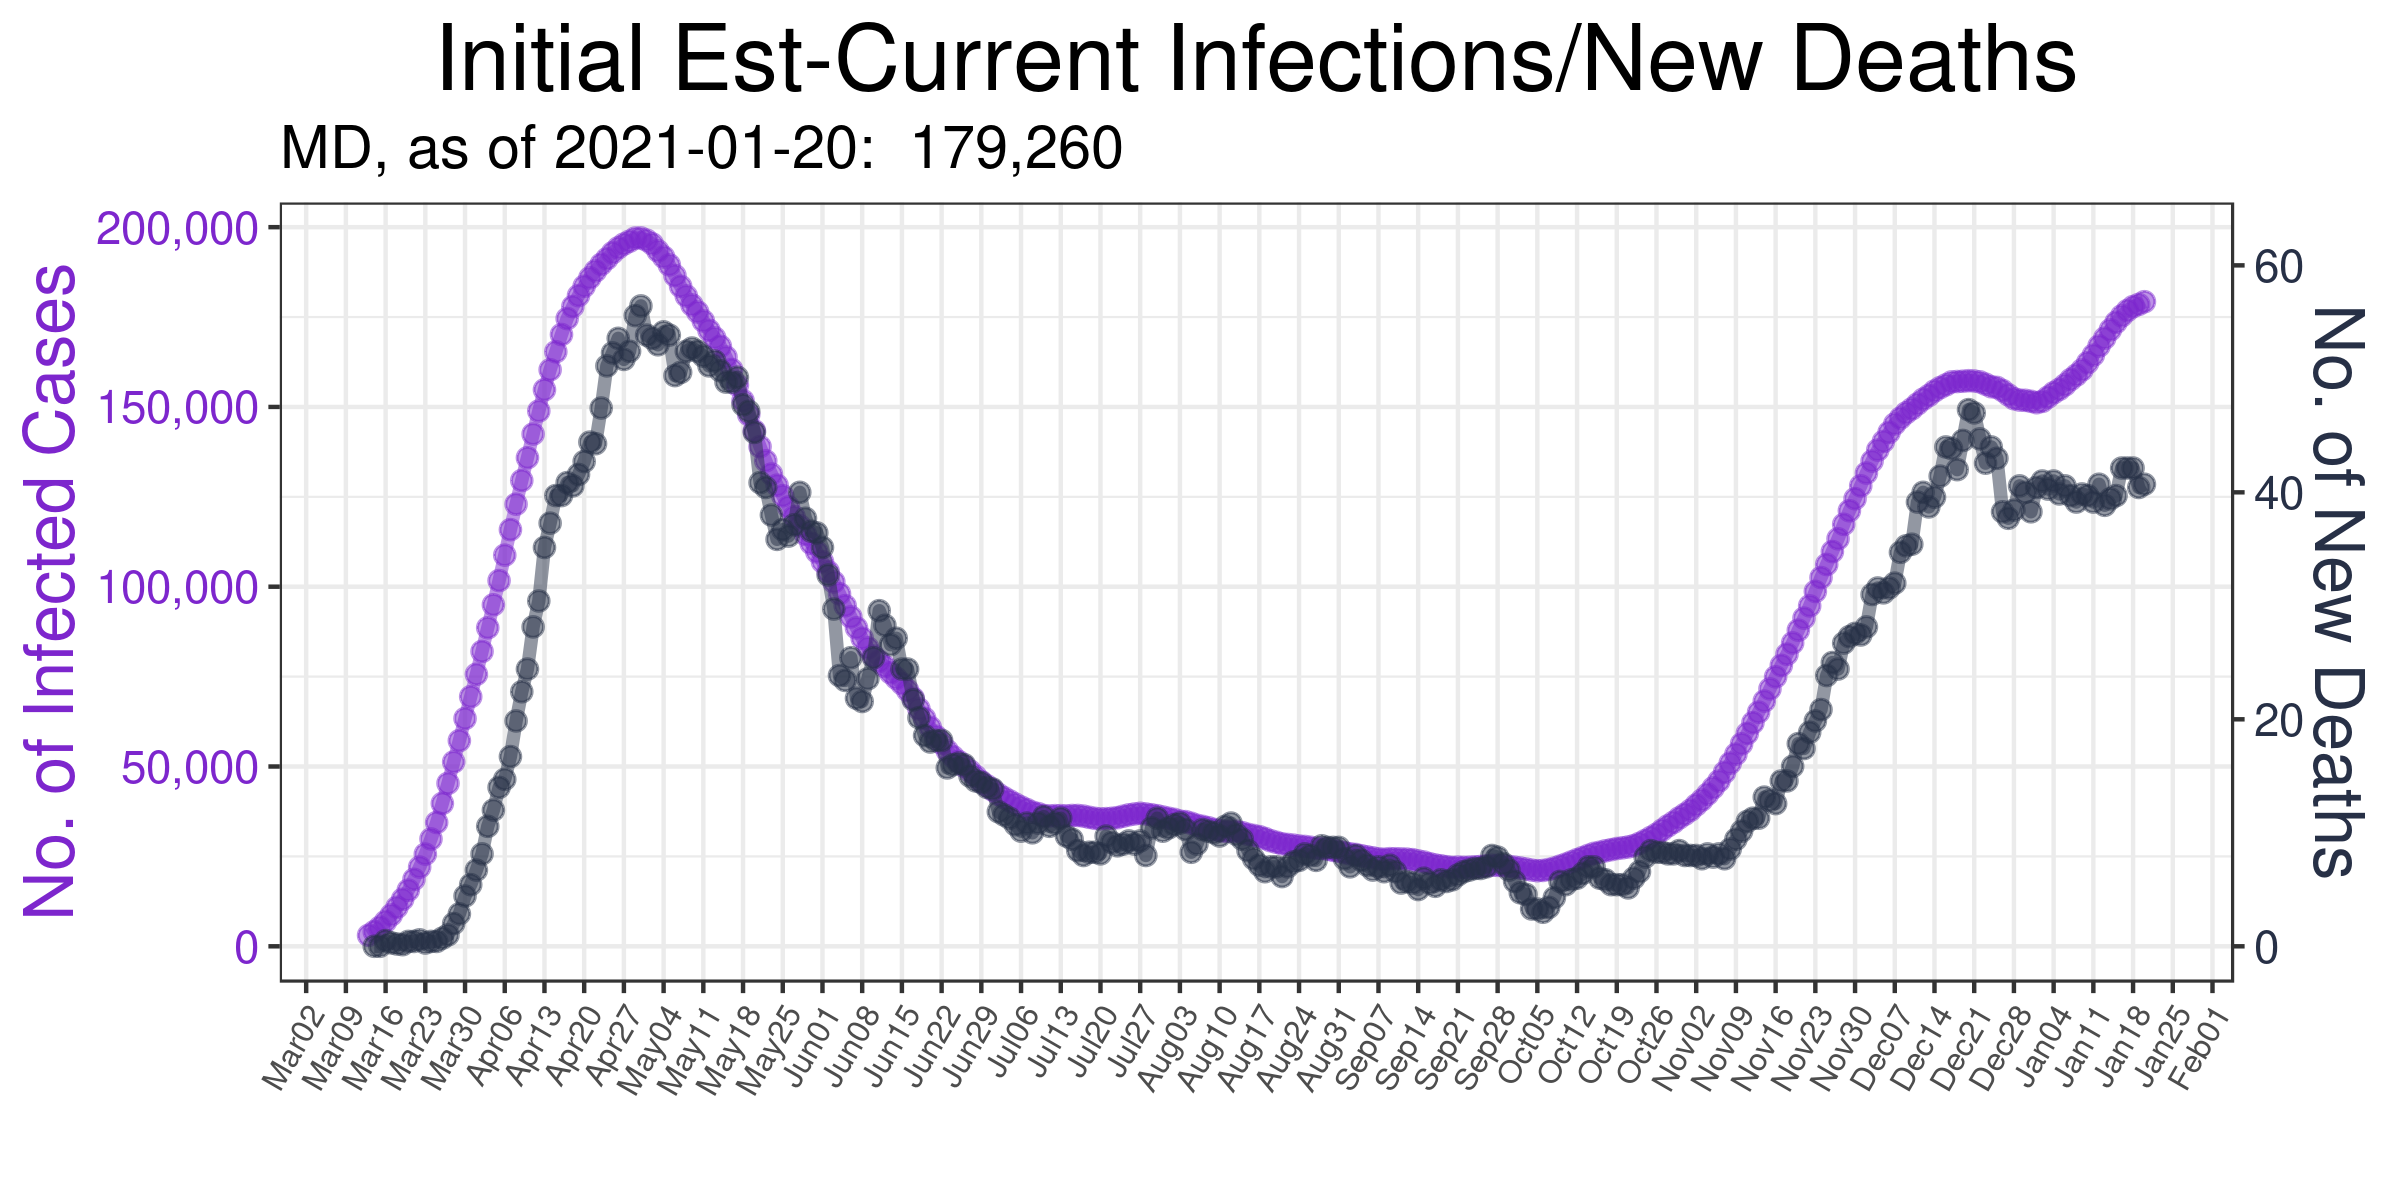 Initial Est-Current Infections/New Deaths
MD, as of 2021-01-20:  179,260
No. of Infected Cases
200,000
150,000
100,000
50,000
0
60
40
20
0
No. of New Deaths
Mar02
Mar09
Mar16
Mar23
Mar30
Apr06
Apr13
Apr20
Apr27
May04
May11
May18
May25
Jun01
Jun08
Jun15
Jun22
Jun29
Jul06
Jul13
Jul20
Jul27
Aug03
Aug10
Aug17
Aug24
Aug31
Sep07
Sep14
Sep21
Sep28
Oct05
Oct12
Oct19
Oct26
Nov02
Nov09
Nov16
Nov23
Nov30
Dec07
Dec14
Dec21
Dec28
Jan04
Jan11
Jan18
Jan25
Feb01